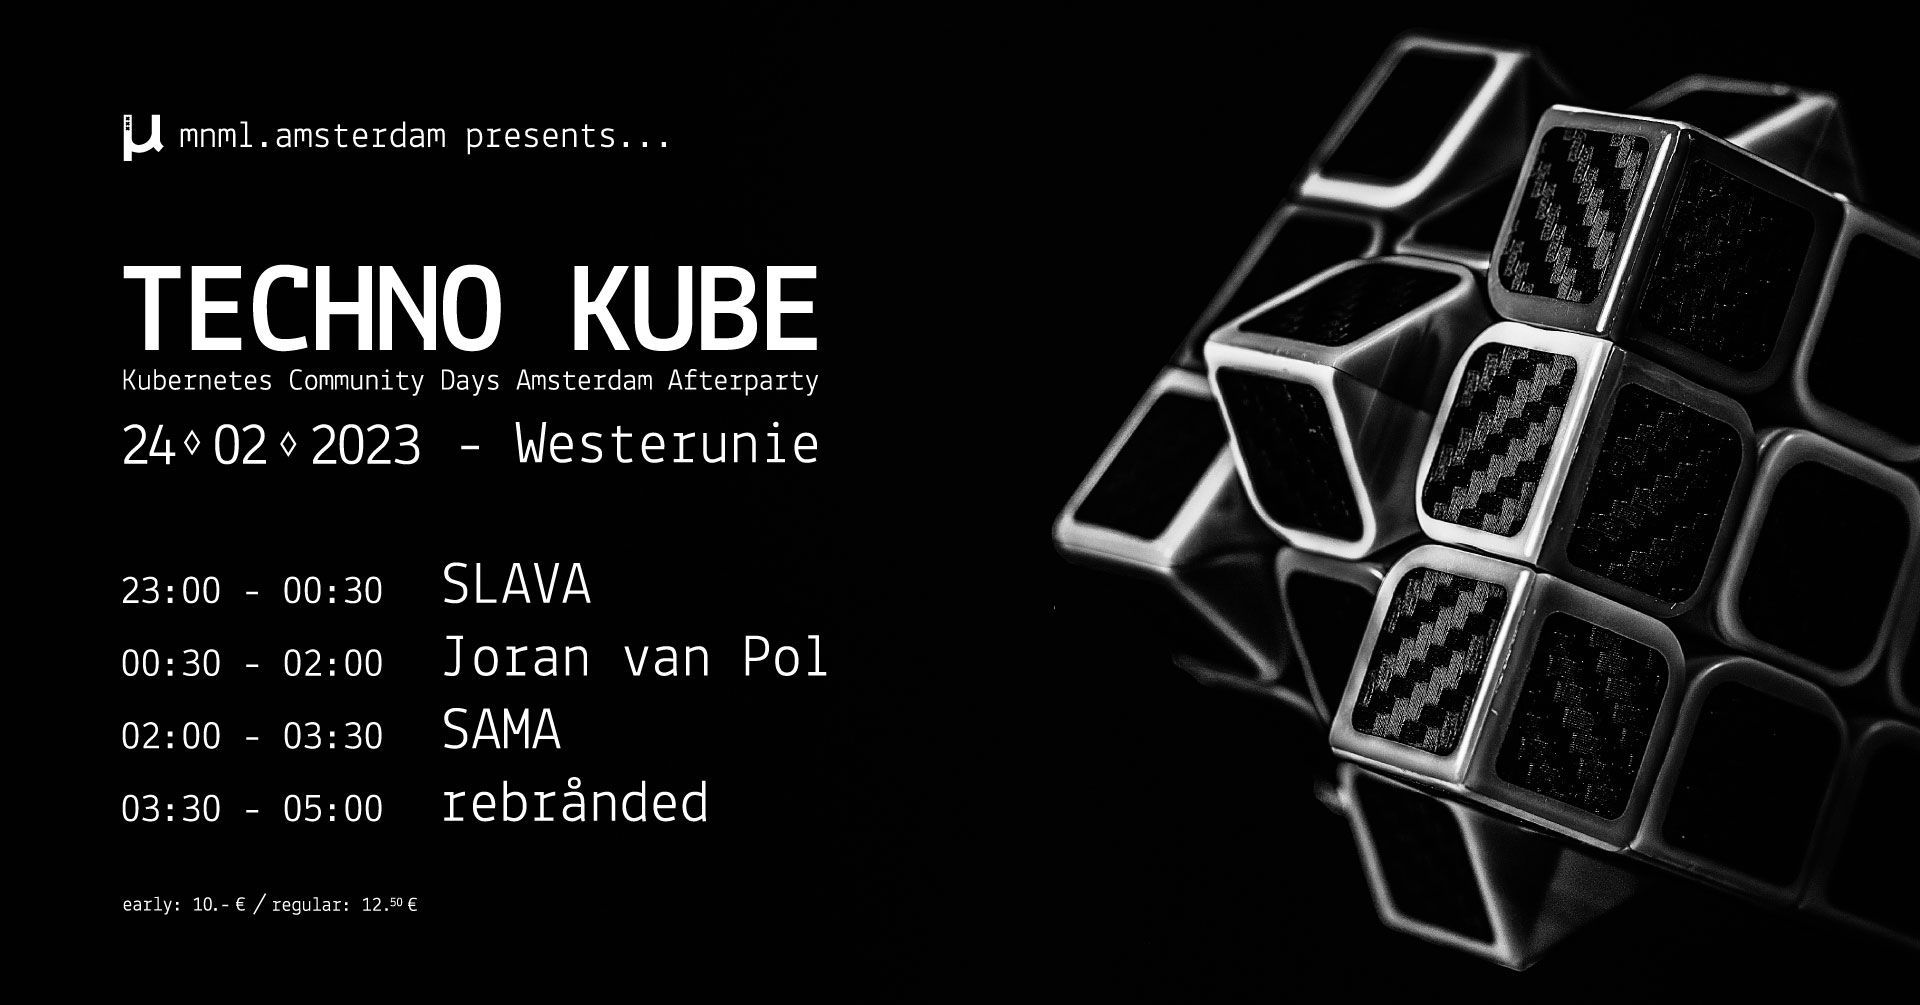 µ mnml.amsterdam presents...
TECHNO KUBE
Kubernetes Community Days Amsterdam Afterparty
24◊02◊2023 - Westerunie
23:00 - 00:30 SLAVA
00:30 - 02:00 Joran van Pol
02:00 - 03:30 SAMA
03:30 - 05:00 rebrånded
early: 10.- € / regular: 12.50 €